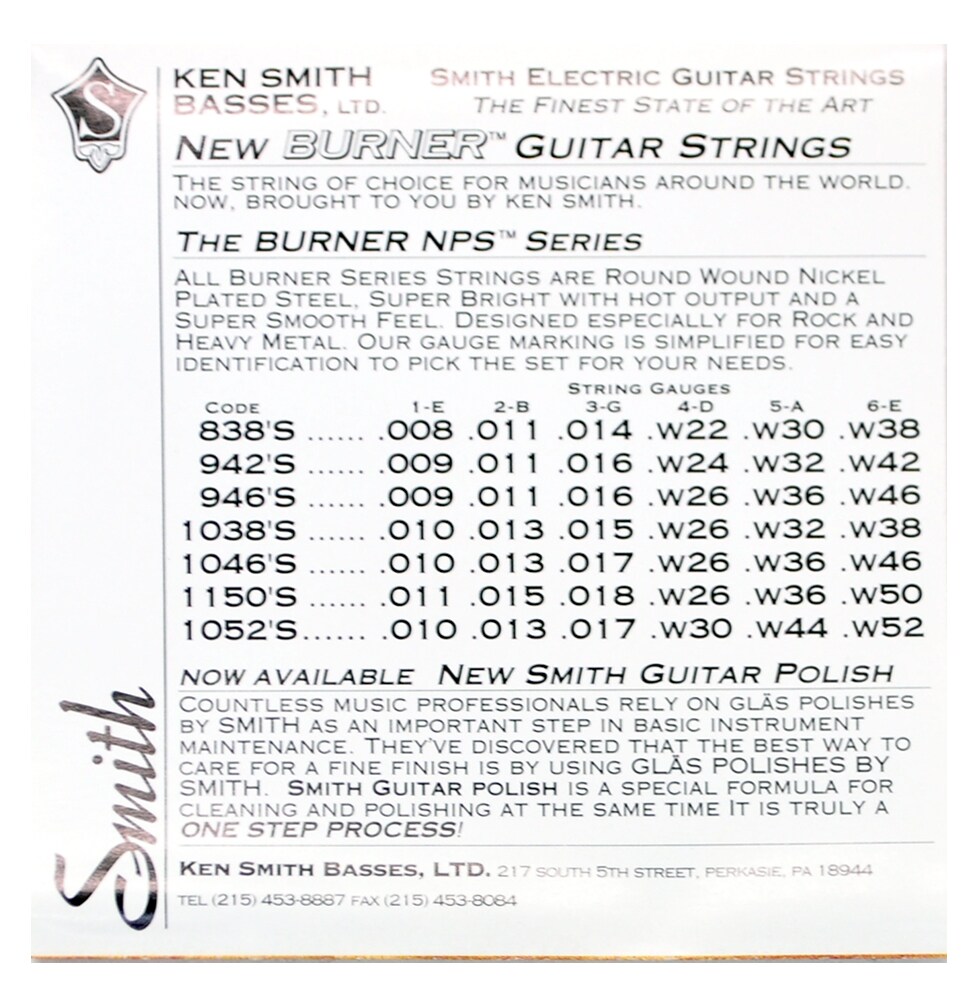 S
KEN SMITH BASSES, LTD.
SMITH ELECTRIC GUITAR STRINGS
THE FINEST STATE OF THE ART
NEW BURNER™ GUITAR STRINGS
THE STRING OF CHOICE FOR MUSICIANS AROUND THE WORLD.
NOW, BROUGHT TO YOU BY KEN SMITH.
THE BURNER NPS™ SERIES
ALL BURNER SERIES STRINGS ARE ROUND WOUND NICKEL
PLATED STEEL, SUPER BRIGHT WITH HOT OUTPUT AND A
SUPER SMOOTH FEEL. DESIGNED ESPECIALLY FOR ROCK AND
HEAVY METAL. OUR GAUGE MARKING IS SIMPLIFIED FOR EASY
IDENTIFICATION TO PICK THE SET FOR YOUR NEEDS.
STRING GAUGES
CODE 1-E 2-B 3-G 4-D 5-A 6-E
838'S ...... .008 .011 .014 .W22 .W30 .W38
942'S ...... .009 .011 .016 .W24 .W32 .W42
946'S ...... .009 .011 .016 .W26 .W36 .W46
1038'S ...... .010 .013 .015 .W26 .W32 .W38
1046'S ...... .010 .013 .017 .W26 .W36 .W46
1150'S ...... .011 .015 .018 .W26 .W36 .W50
1052'S...... .010 .013 .017 .W30 .W44 .W52
NOW AVAILABLE NEW SMITH GUITAR POLISH
COUNTLESS MUSIC PROFESSIONALS RELY ON GLÄS POLISHES
BY SMITH AS AN IMPORTANT STEP IN BASIC INSTRUMENT
MAINTENANCE. THEY'VE DISCOVERED THAT THE BEST WAY TO
CARE FOR A FINE FINISH IS BY USING GLÄS POLISHES BY
SMITH. SMITH GUITAR POLISH IS A SPECIAL FORMULA FOR
CLEANING AND POLISHING AT THE SAME TIME IT IS TRULY A
ONE STEP PROCESS!
KEN SMITH BASSES, LTD. 217 SOUTH 5TH STREET, PERKASIE, PA 18944
TEL (215) 453-8887 FAX (215) 453-8084
Smith